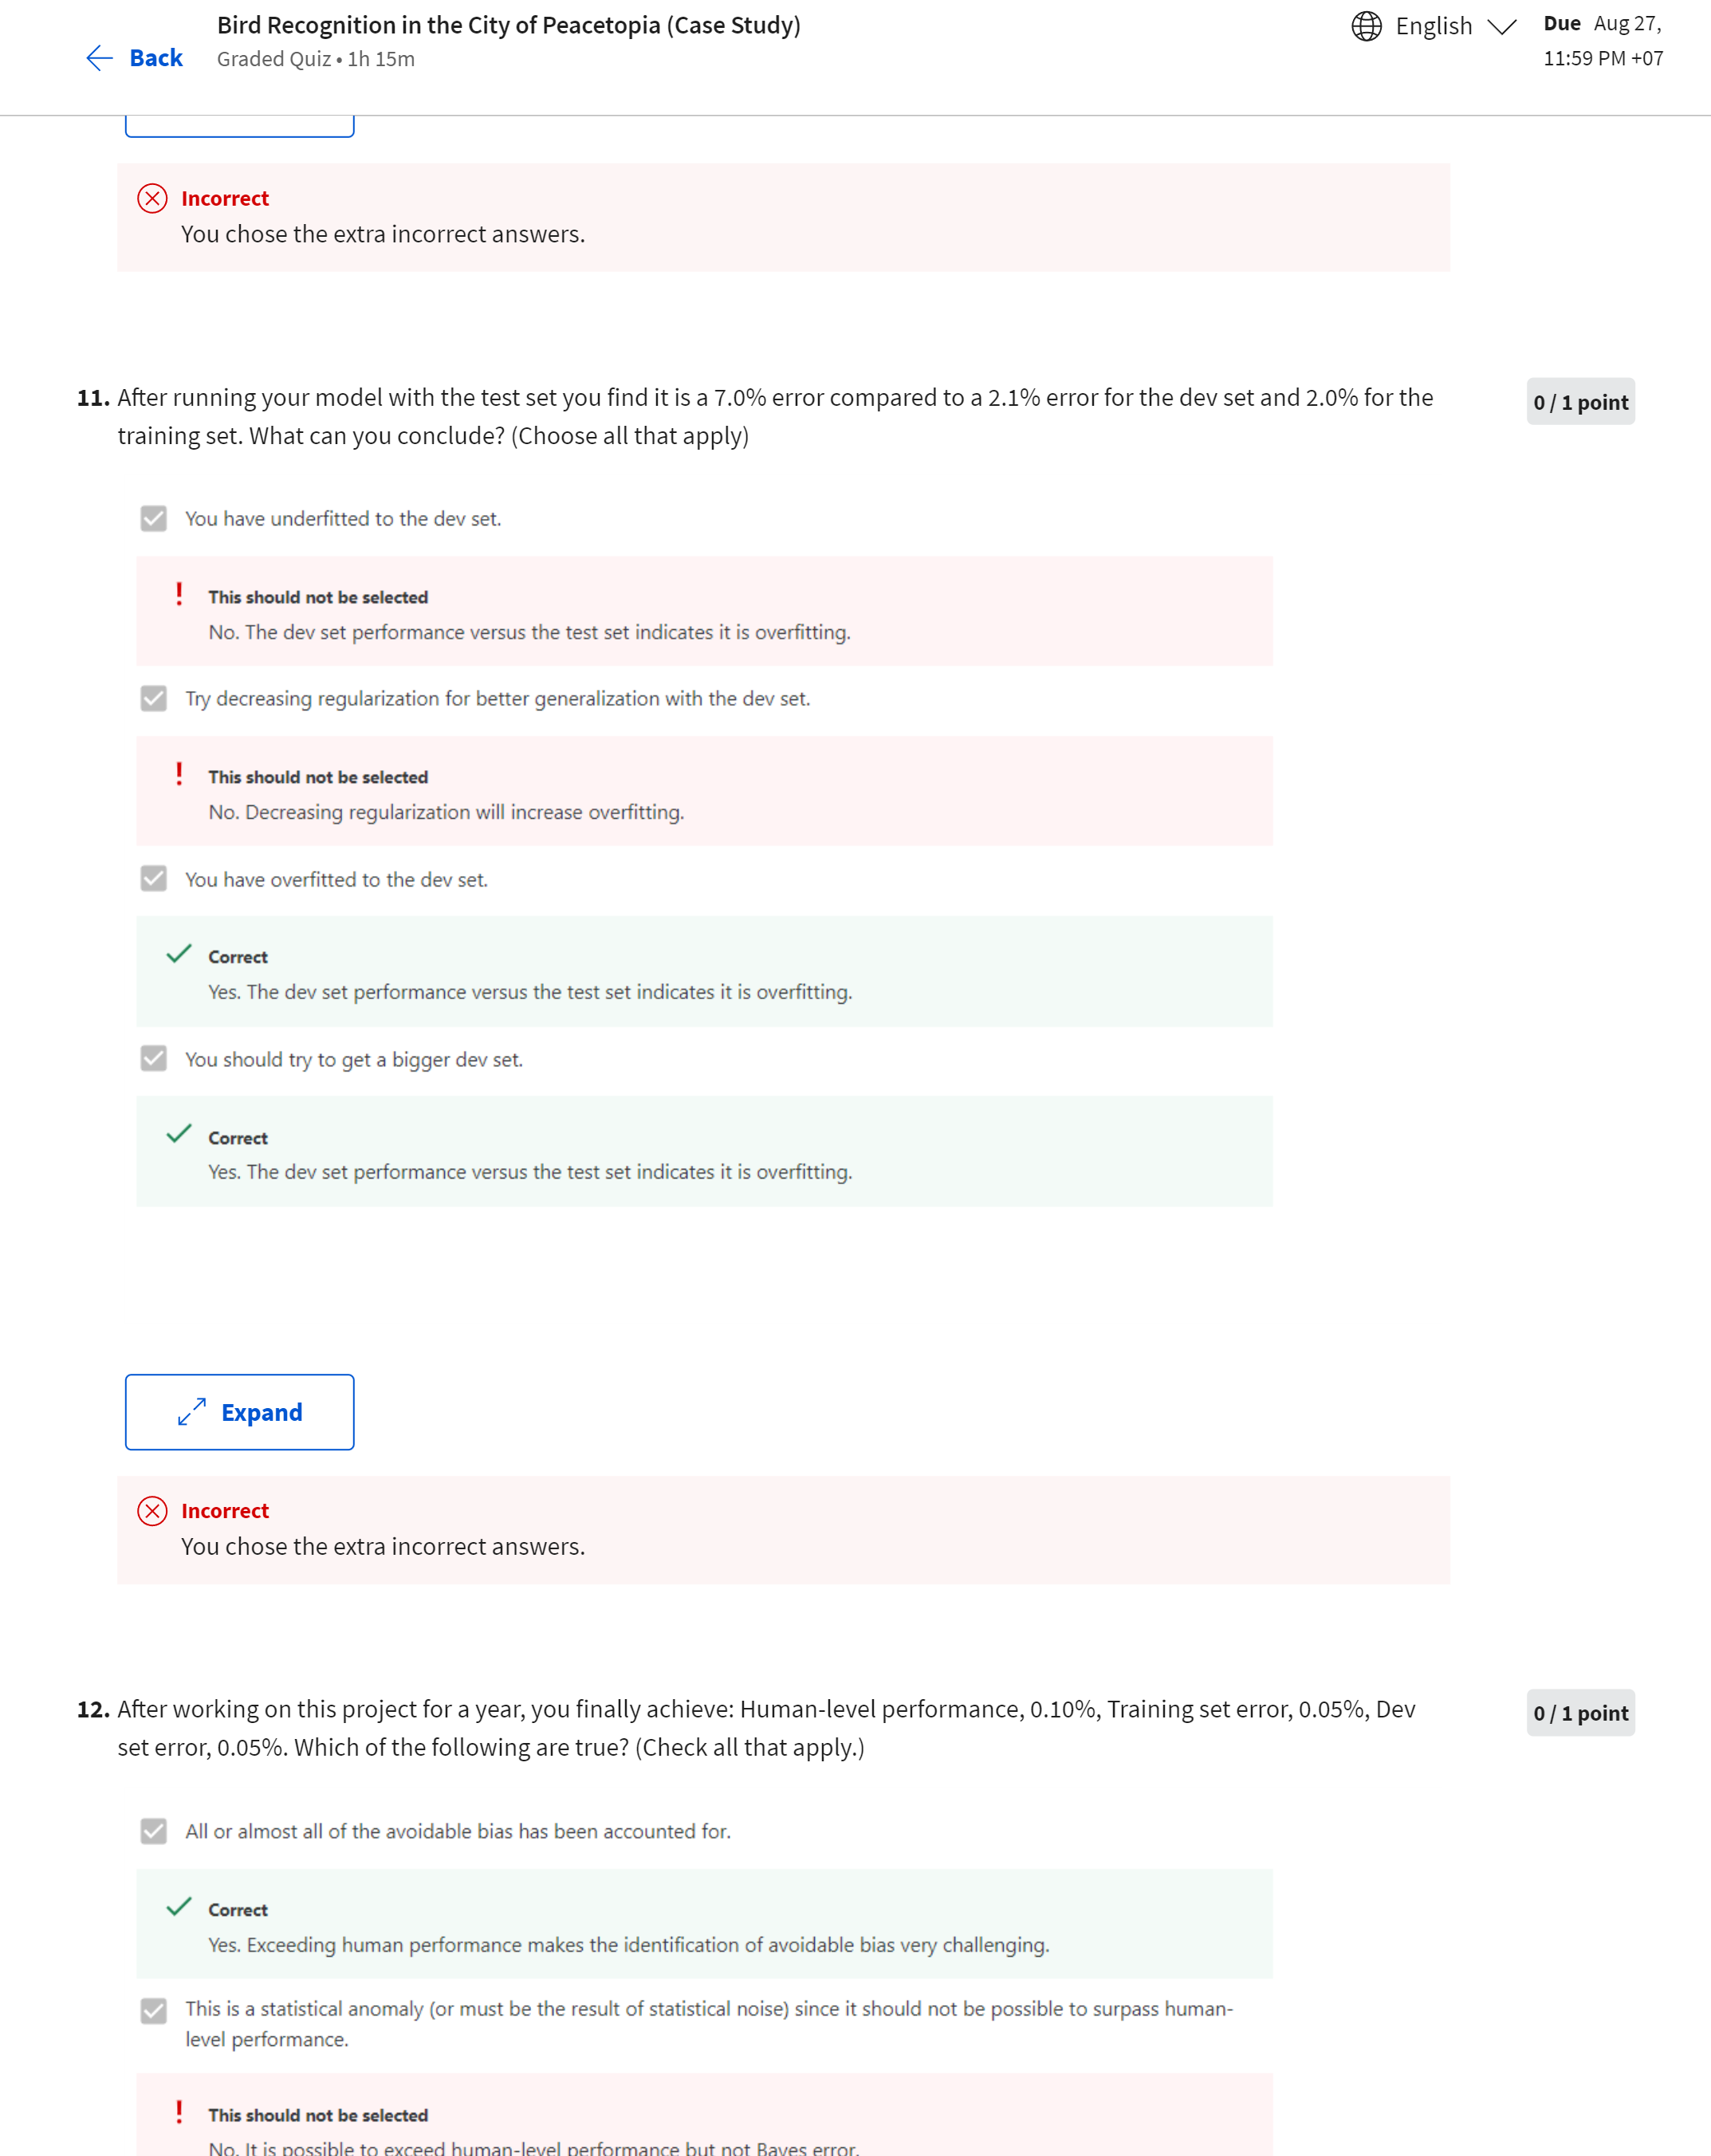 Bird Recognition in the City of Peacetopia (Case Study)
Back
Graded Quiz • 1h 15m
English
Due Aug 27,
11:59 PM +07
Incorrect
You chose the extra incorrect answers.
11. After running your model with the test set you find it is a 7.0% error compared to a 2.1% error for the dev set and 2.0% for the
training set. What can you conclude? (Choose all that apply)
0 / 1 point
You have underfitted to the dev set.
This should not be selected
No. The dev set performance versus the test set indicates it is overfitting.
Try decreasing regularization for better generalization with the dev set.
This should not be selected
No. Decreasing regularization will increase overfitting.
You have overfitted to the dev set.
Correct
Yes. The dev set performance versus the test set indicates it is overfitting.
You should try to get a bigger dev set.
Correct
Yes. The dev set performance versus the test set indicates it is overfitting.
Expand
Incorrect
You chose the extra incorrect answers.
12. After working on this project for a year, you finally achieve: Human-level performance, 0.10%, Training set error, 0.05%, Dev
set error, 0.05%. Which of the following are true? (Check all that apply.)
0 / 1 point
All or almost all of the avoidable bias has been accounted for.
Correct
Yes. Exceeding human performance makes the identification of avoidable bias very challenging.
This is a statistical anomaly (or must be the result of statistical noise) since it should not be possible to surpass human-
level performance.
This should not be selected
No. It is possible to exceed human-level performance but not Bayes error.